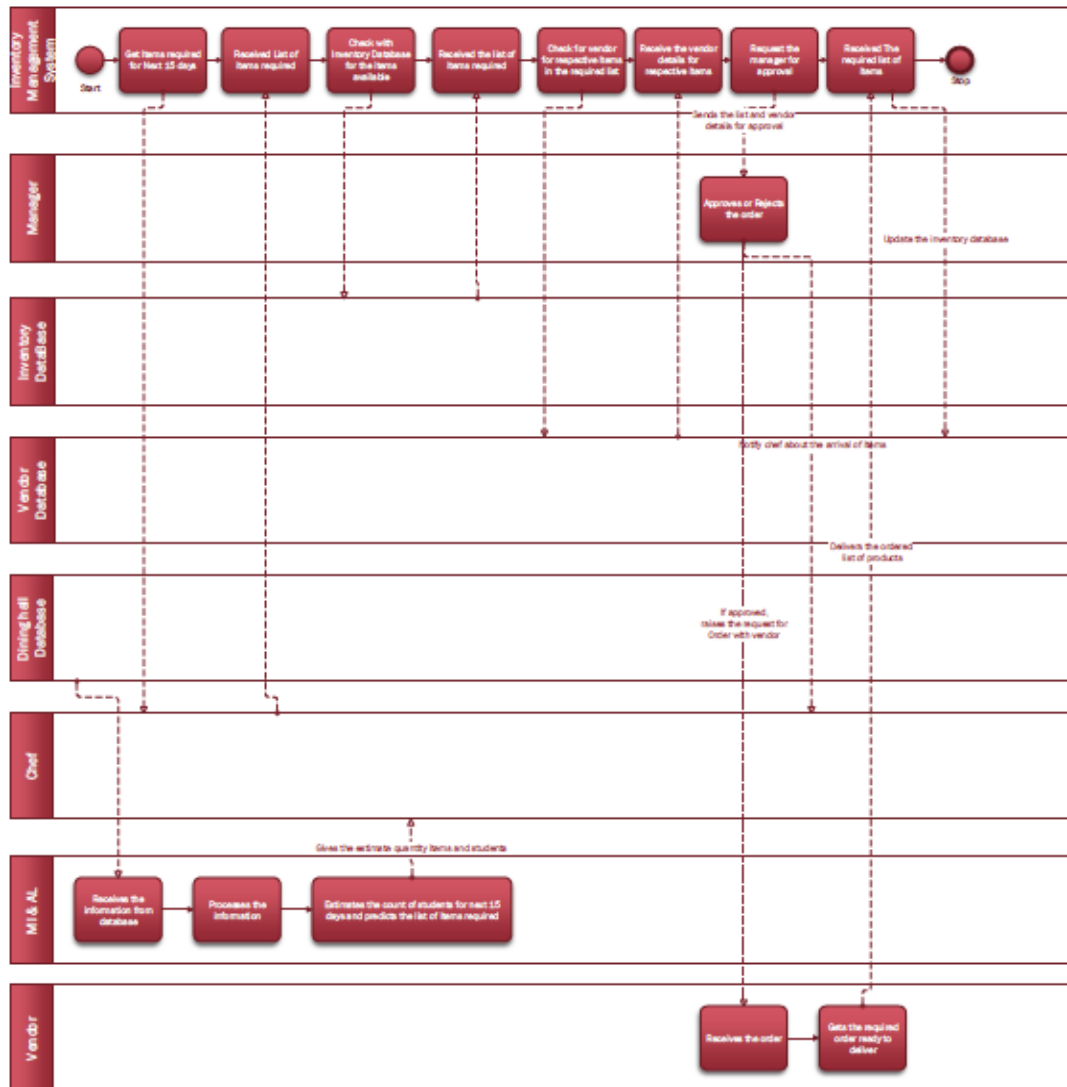 Inventory
Management
System
Start
Get Items required
for Next 15 days
Received List of
Items required
Check with
Inventory Database
for the items
available
Received the list of
Items required
Check for vendor
for respective items
in the required list
Receive the vendor
details for
respective items
Request the
manager for
approval
Received The
required list of
items
Stop
Sends the list and vendor
details for approval
Manager
Approves or Rejects
the order
Update the inventory database
Inventory
DataBase
Vendor
Database
Notify chef about the arrival of items
Delivers the ordered
list of products
Dining hall
Database
If approved,
raises the request for
Order with vendor
Chef
Gives the estimate quantity items and students
MI & AL
Receives the
information from
database
Processes the
information
Estimates the count of students for next 15
days and predicts the list of items required
Vendor
Receives the order
Gets the required
order ready to
deliver